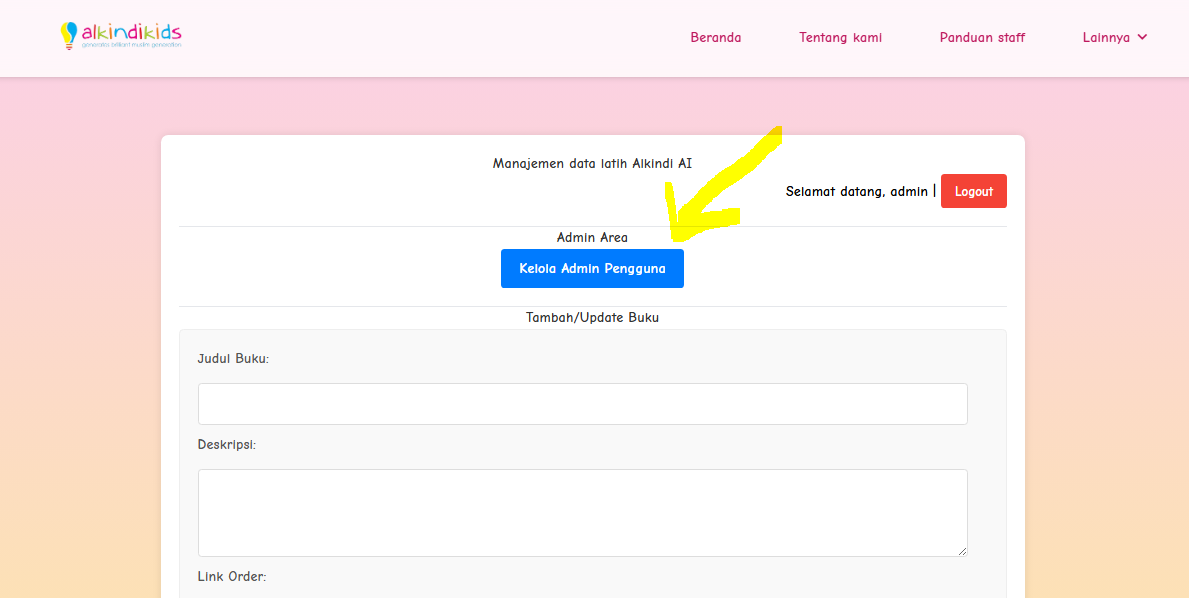 alkindikids
generating brilliant muslim generation
Beranda
Tentang kami
Panduan staff
Lainnya
Manajemen data latih Alkindi AI
Selamat datang, admin | Logout
Admin Area
Kelola Admin Pengguna
Tambah/Update Buku
Judul Buku:
Deskripsi:
Link Order: